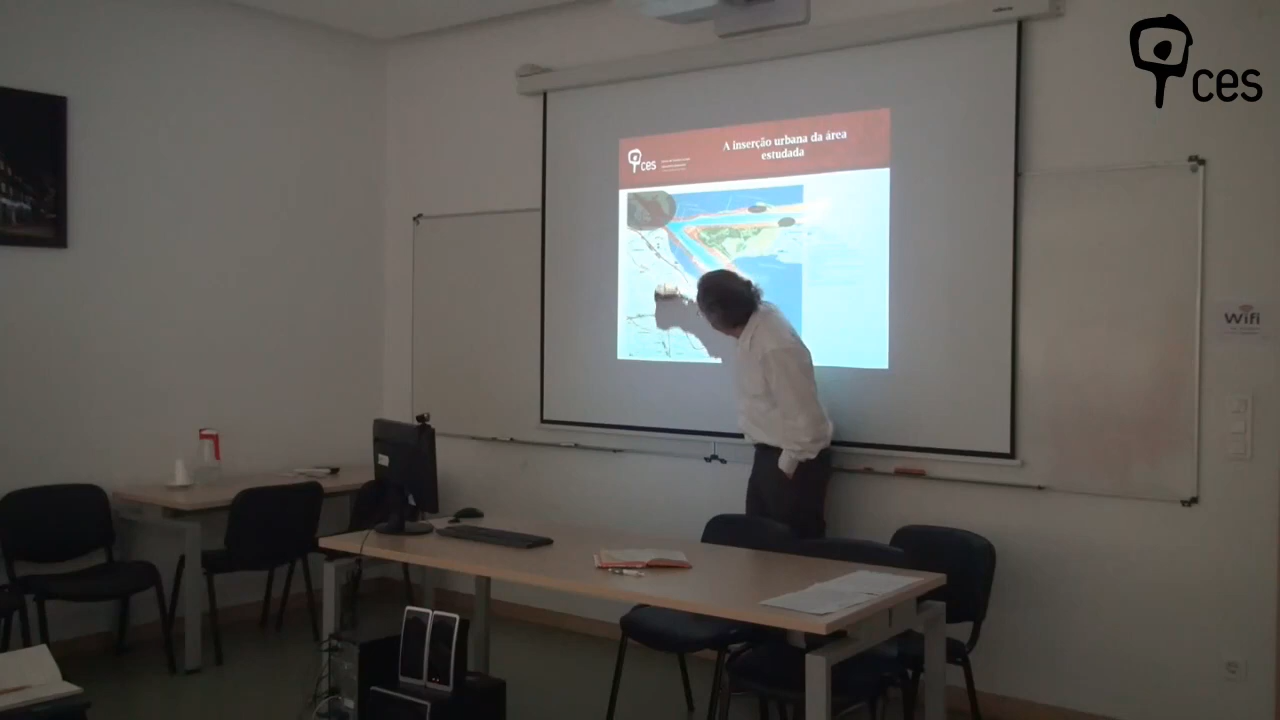 ces
A inserção urbana da área
estudada
ces
Wifi